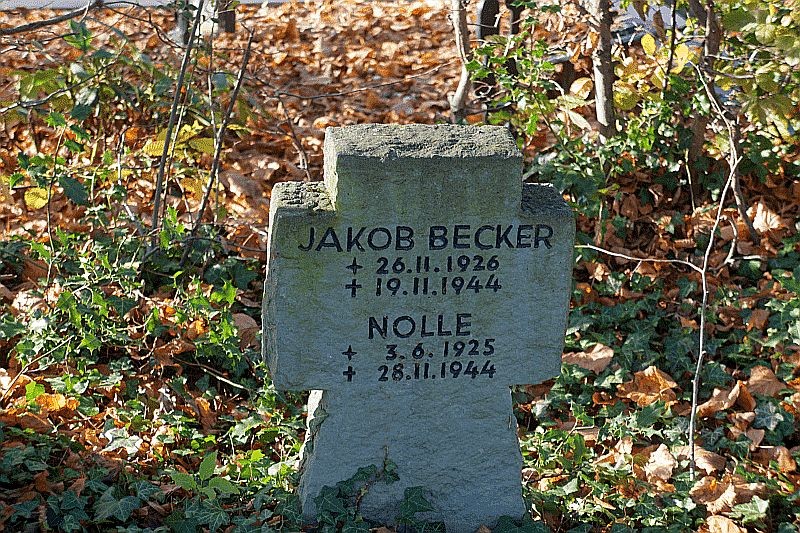 JAKOB BECKER
+ 26.11.1926
+ 19.11.1944
NOLLE
+ 3.6.1925
+ 28.11.1944